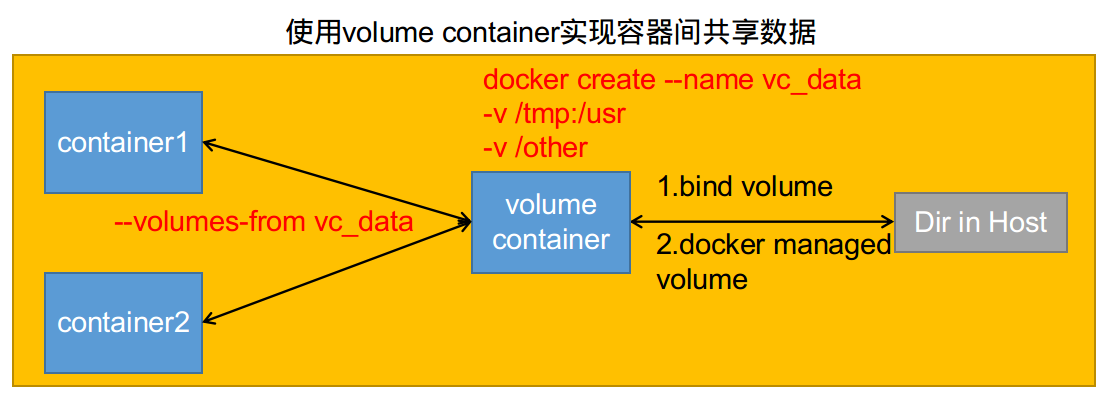 使用volume container实现容器间共享数据
docker create --name vc_data
-v /tmp:/usr
-v /other
container1
--volumes-from vc_data
container2
volume
container
1.bind volume
2.docker managed
volume
Dir in Host